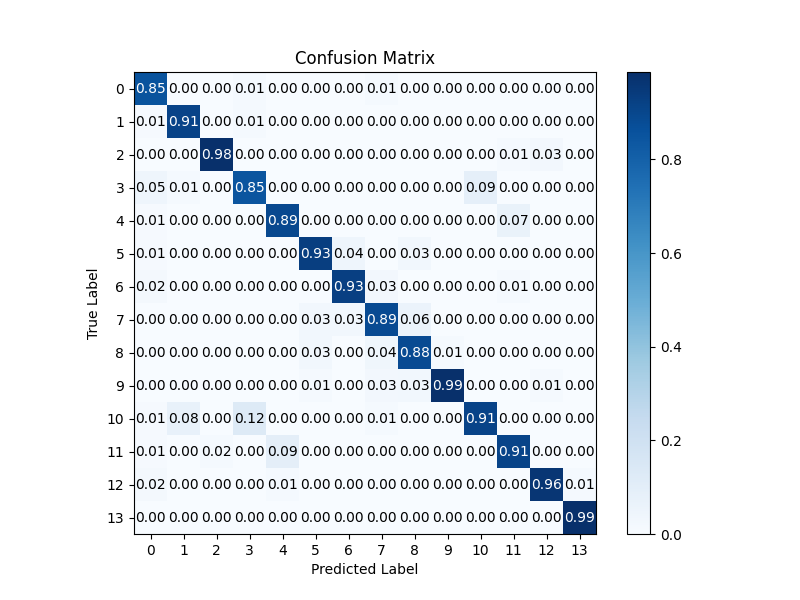 Confusion Matrix
0 0.85 0.00 0.00 0.01 0.00 0.00 0.00 0.01 0.00 0.00 0.00 0.00 0.00 0.00
1 0.01 0.91 0.00 0.01 0.00 0.00 0.00 0.00 0.00 0.00 0.00 0.00 0.00 0.00
2 0.00 0.00 0.98 0.00 0.00 0.00 0.00 0.00 0.00 0.00 0.00 0.01 0.03 0.00
3 0.05 0.01 0.00 0.85 0.00 0.00 0.00 0.00 0.00 0.00 0.09 0.00 0.00 0.00
4 0.01 0.00 0.00 0.00 0.89 0.00 0.00 0.00 0.00 0.00 0.00 0.07 0.00 0.00
5 0.01 0.00 0.00 0.00 0.00 0.93 0.04 0.00 0.03 0.00 0.00 0.00 0.00 0.00
6 0.02 0.00 0.00 0.00 0.00 0.00 0.93 0.03 0.00 0.00 0.00 0.01 0.00 0.00
7 0.00 0.00 0.00 0.00 0.00 0.03 0.03 0.89 0.06 0.00 0.00 0.00 0.00 0.00
8 0.00 0.00 0.00 0.00 0.00 0.03 0.00 0.04 0.88 0.01 0.00 0.00 0.00 0.00
9 0.00 0.00 0.00 0.00 0.00 0.01 0.00 0.03 0.03 0.99 0.00 0.00 0.01 0.00
10 0.01 0.08 0.00 0.12 0.00 0.00 0.00 0.01 0.00 0.00 0.91 0.00 0.00 0.00
11 0.01 0.00 0.02 0.00 0.09 0.00 0.00 0.00 0.00 0.00 0.00 0.91 0.00 0.00
12 0.02 0.00 0.00 0.00 0.01 0.00 0.00 0.00 0.00 0.00 0.00 0.00 0.96 0.01
13 0.00 0.00 0.00 0.00 0.00 0.00 0.00 0.00 0.00 0.00 0.00 0.00 0.00 0.99
0 1 2 3 4 5 6 7 8 9 10 11 12 13
Predicted Label
True Label
0.8
0.6
0.4
0.2
0.0